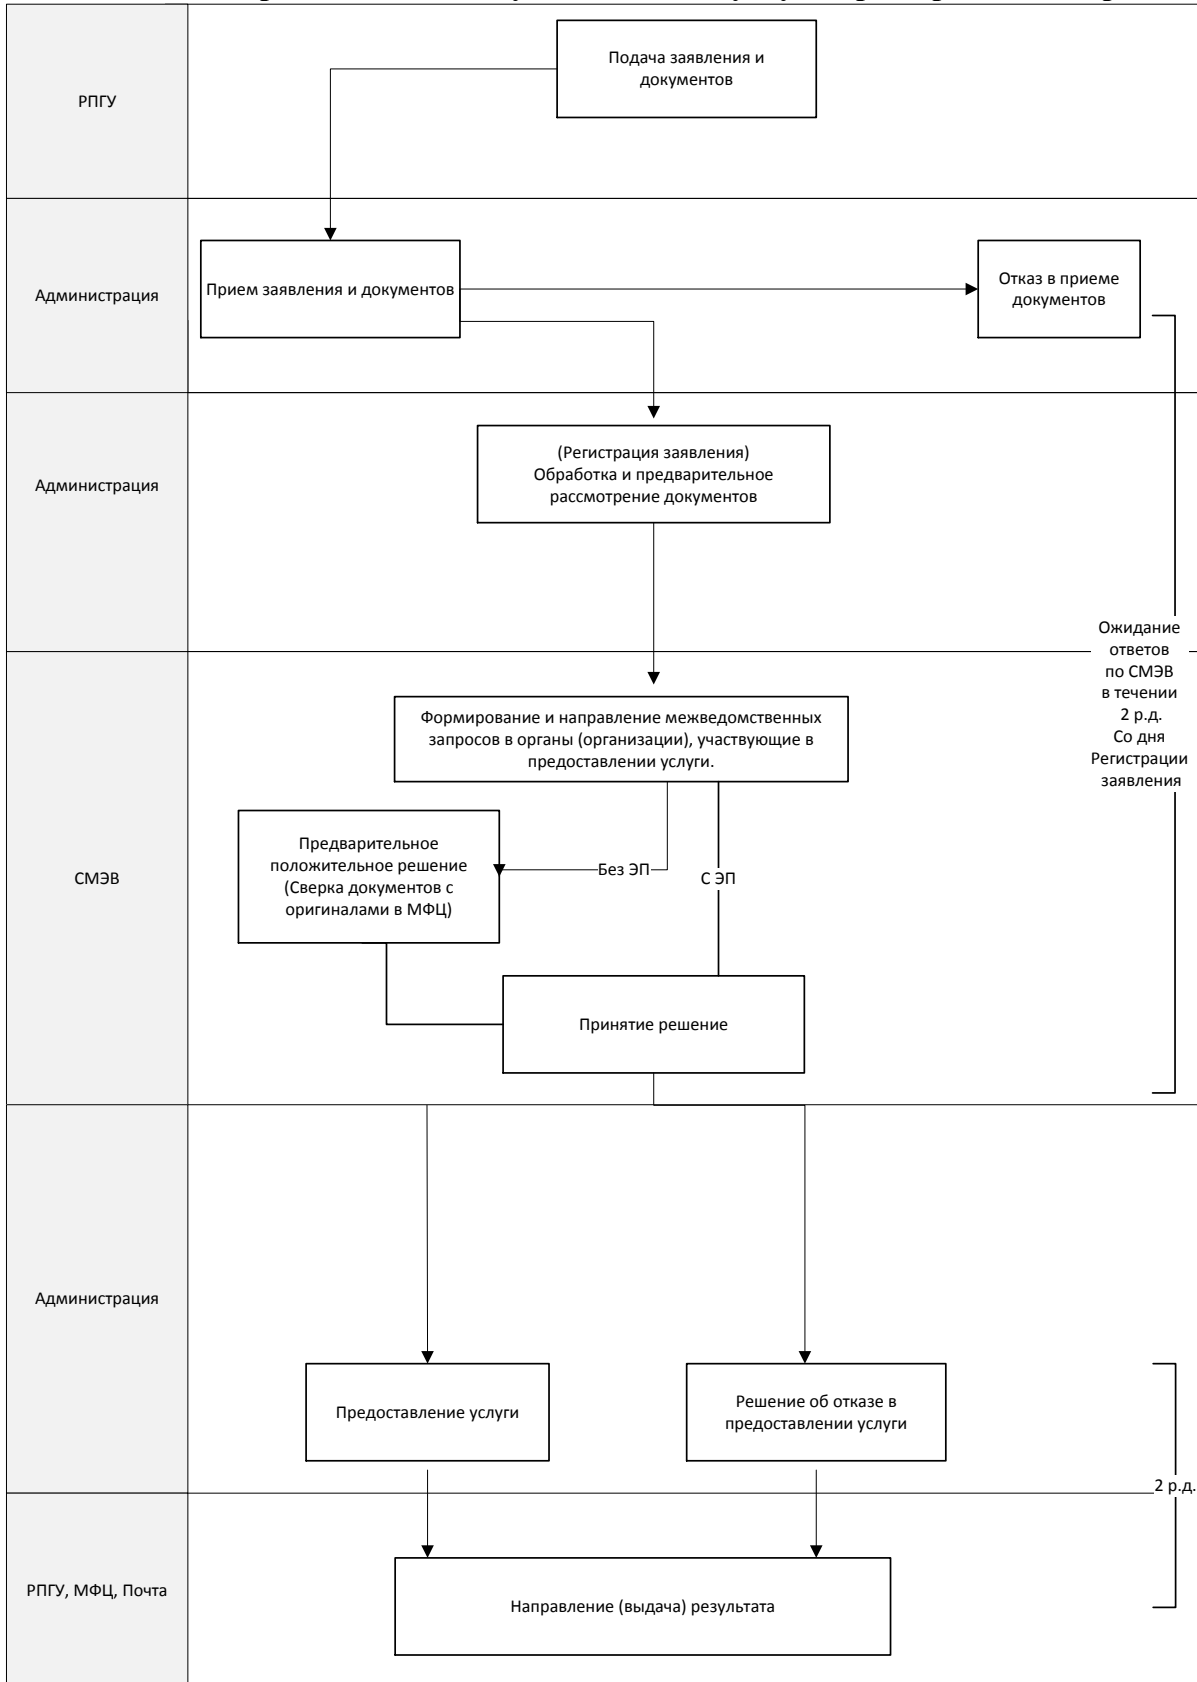 РПГУ
Подача заявления и
документов
Администрация
Прием заявления и документов
Отказ в приеме
документов
Администрация
(Регистрация заявления)
Обработка и предварительное
рассмотрение документов
Ожидание
ответов
по СМЭВ
в течении
2 р.д.
Со дня
Регистрации
заявления
СМЭВ
Формирование и направление межведомственных
запросов в органы (организации), участвующие в
предоставлении услуги.
Предварительное
положительное решение
(Сверка документов с
оригиналами в МФЦ)
Без ЭП
С ЭП
Принятие решение
Администрация
Предоставление услуги
Решение об отказе в
предоставлении услуги
2 р.д.
РПГУ, МФЦ, Почта
Направление (выдача) результата